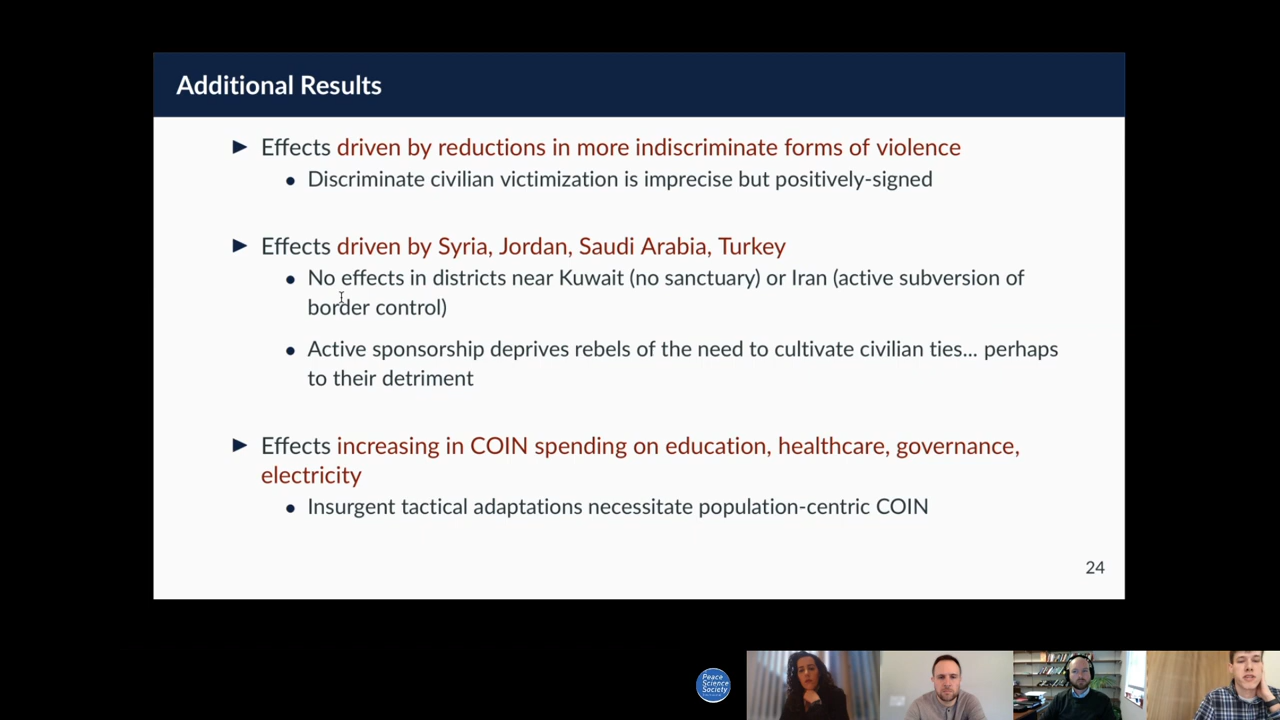 Additional Results
Effects driven by reductions in more indiscriminate forms of violence
Discriminate civilian victimization is imprecise but positively-signed
Effects driven by Syria, Jordan, Saudi Arabia, Turkey
No effects in districts near Kuwait (no sanctuary) or Iran (active subversion of
border control)
Active sponsorship deprives rebels of the need to cultivate civilian ties... perhaps
to their detriment
Effects increasing in COIN spending on education, healthcare, governance,
electricity
Insurgent tactical adaptations necessitate population-centric COIN
24
Peace
Science
Society